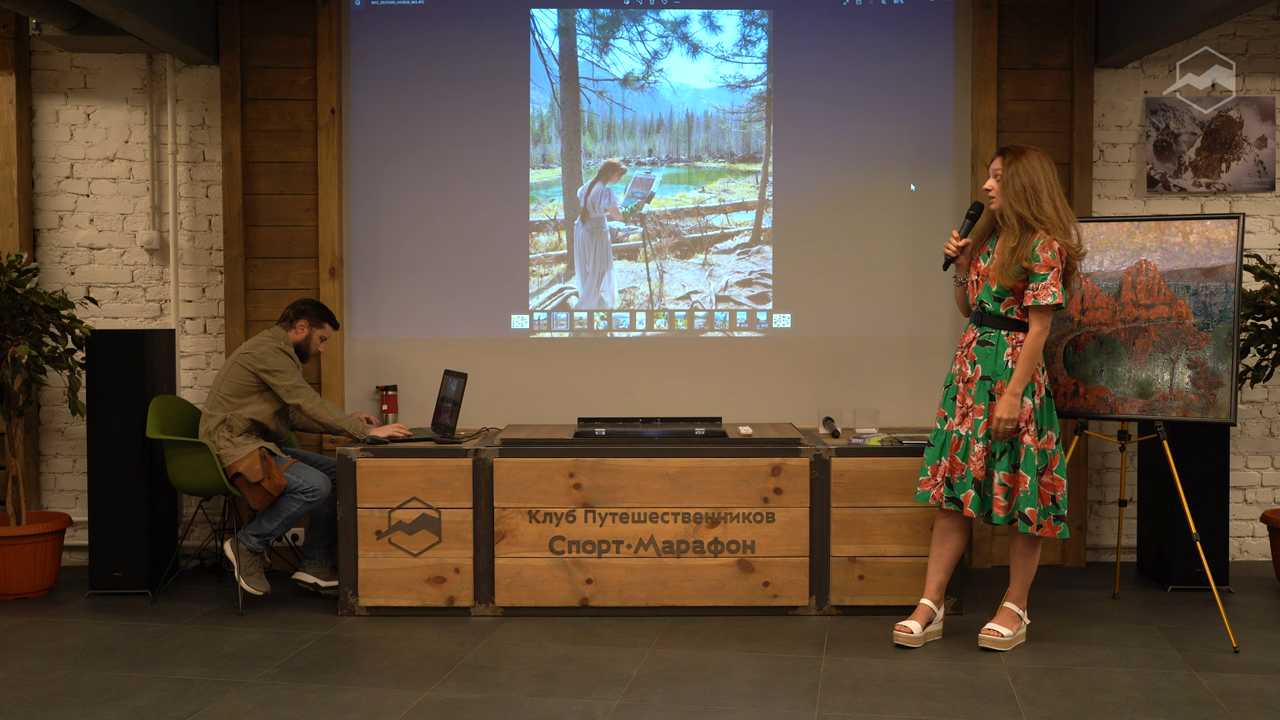 Клуб Путешественников
Спорт-Марафон